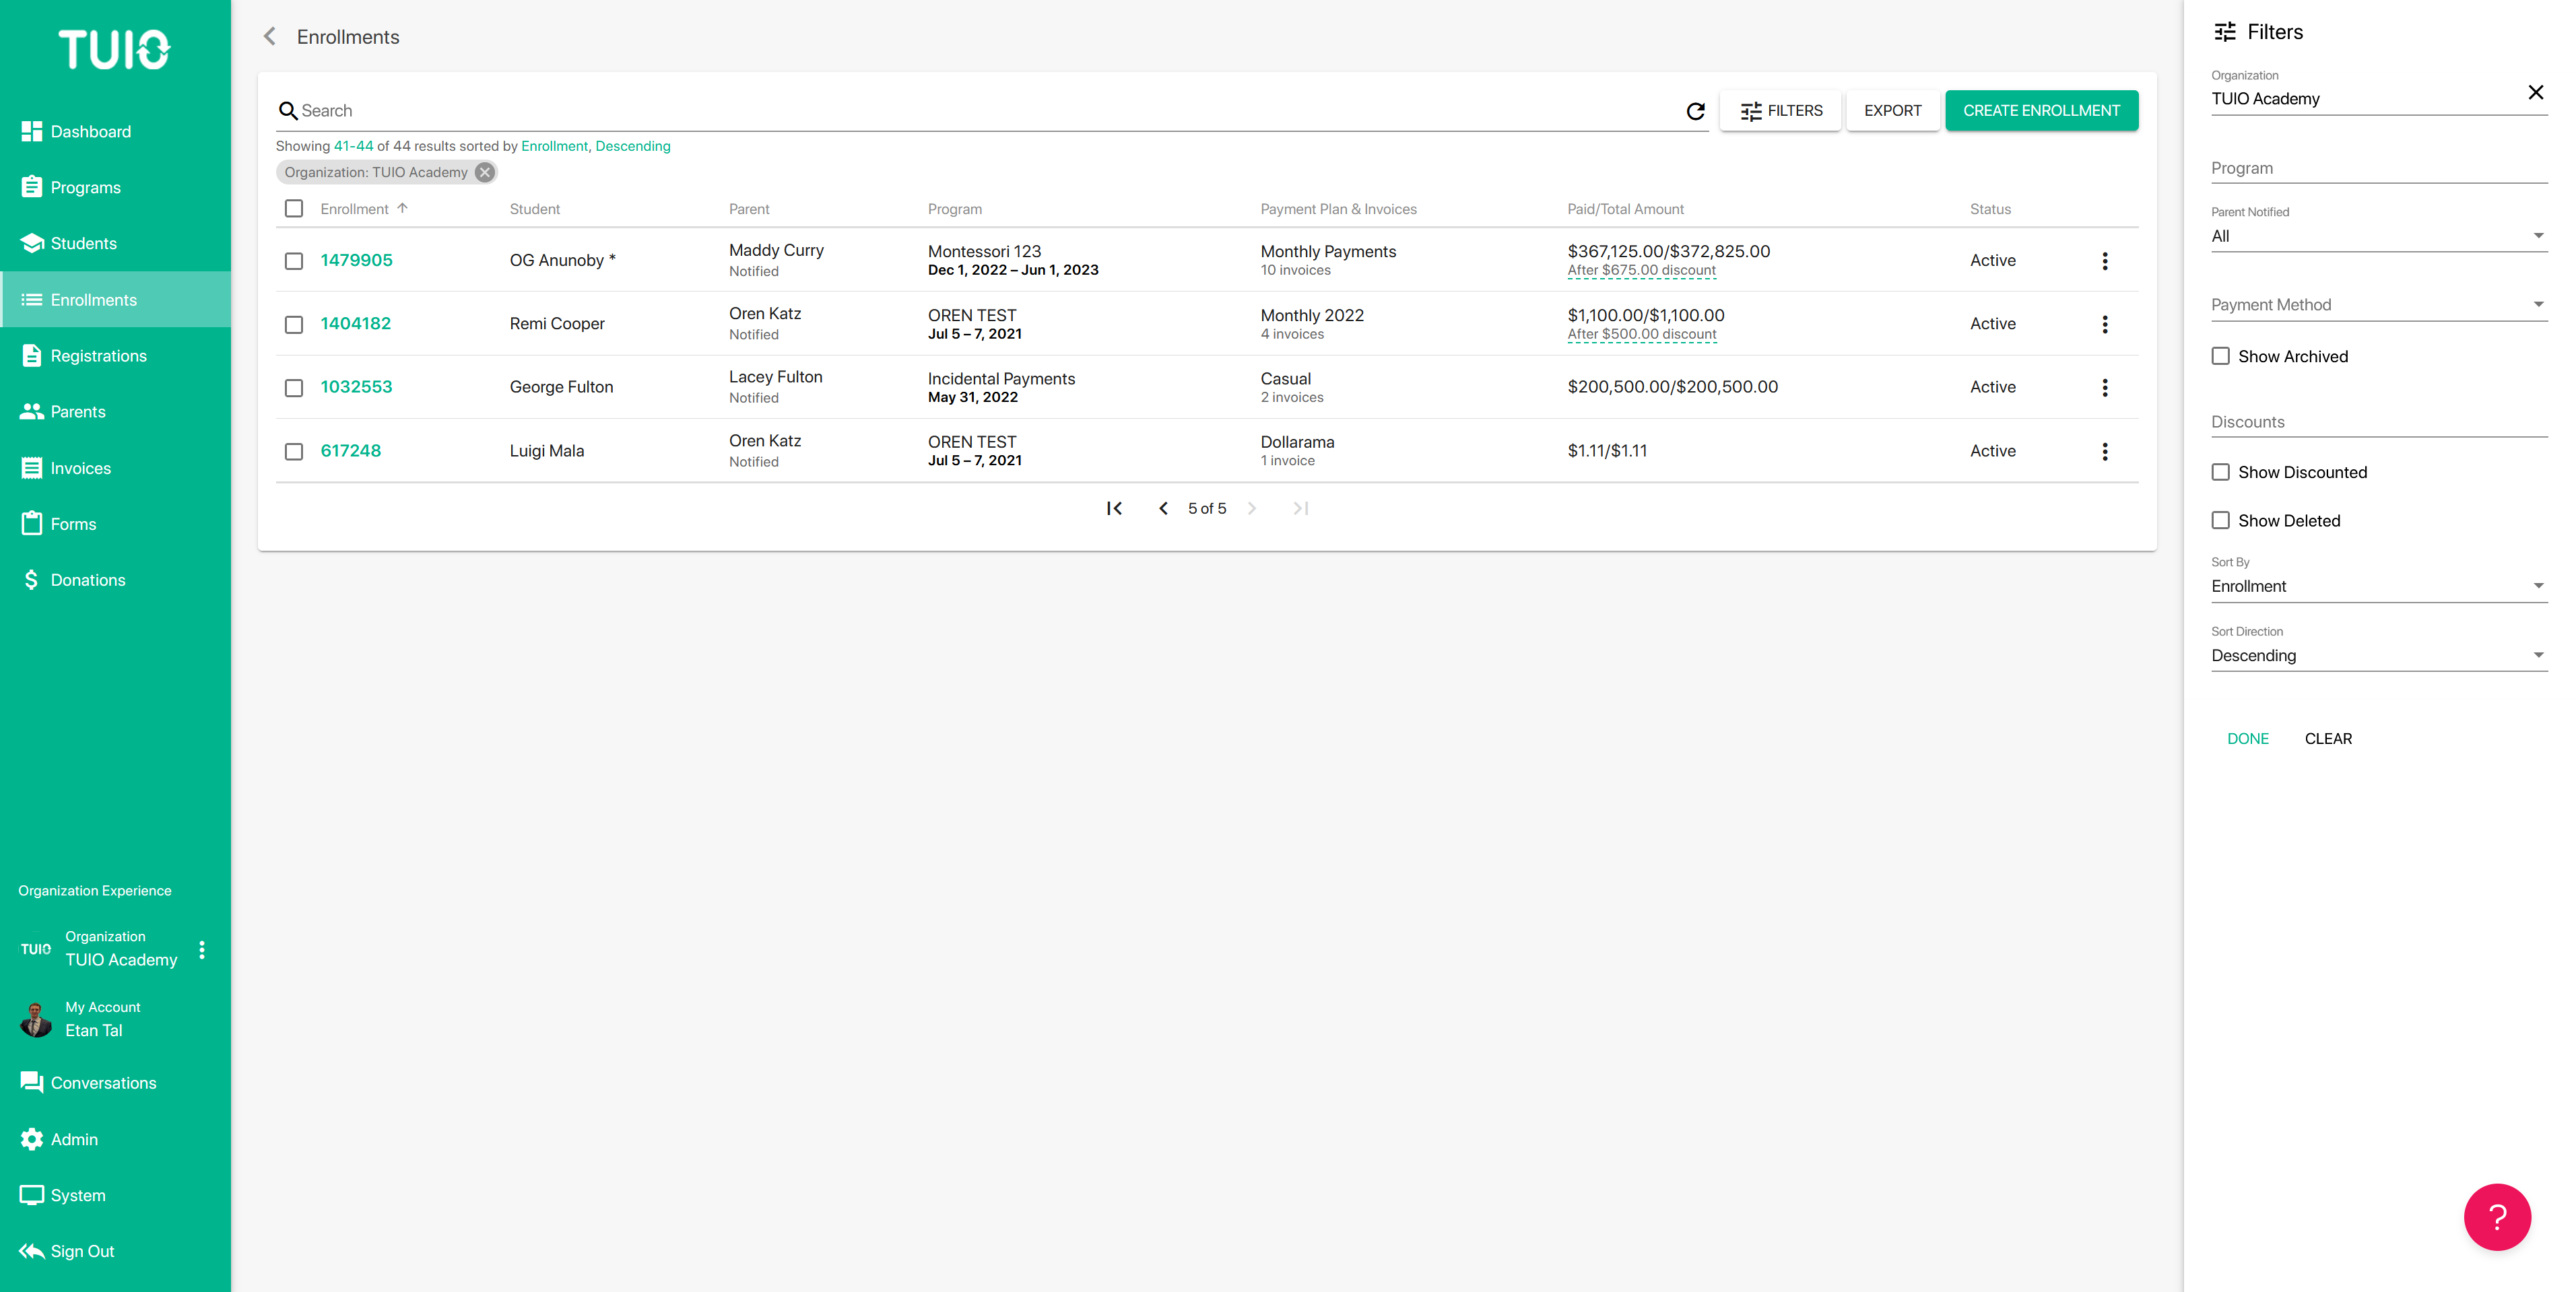 TUIO
Dashboard
Programs
Students
Enrollments
Registrations
Parents
Invoices
Forms
Donations
Organization Experience
TUIO
Organization
TUIO Academy
My Account
Etan Tal
Conversations
Admin
System
Sign Out
Enrollments
Search
FILTERS
EXPORT
CREATE ENROLLMENT
Showing 41-44 of 44 results sorted by Enrollment, Descending
Organization: TUIO Academy
Enrollment Student Parent Program Payment Plan & Invoices Paid/Total Amount Status
1479905 OG Anunoby * Maddy Curry Montessori 123 Monthly Payments $367,125.00/$372,825.00 Active
Notified Dec 1, 2022 – Jun 1, 2023 10 invoices After $675.00 discount
1404182 Remi Cooper Oren Katz OREN TEST Monthly 2022 $1,100.00/$1,100.00 Active
Notified Jul 5 – 7, 2021 4 invoices After $500.00 discount
1032553 George Fulton Lacey Fulton Incidental Payments Casual $200,500.00/$200,500.00 Active
Notified May 31, 2022 2 invoices
617248 Luigi Mala Oren Katz OREN TEST Dollarama $1.11/$1.11 Active
Notified Jul 5 – 7, 2021 1 invoice
5 of 5
Filters
Organization
TUIO Academy
Program
Parent Notified
All
Payment Method
Show Archived
Discounts
Show Discounted
Show Deleted
Sort By
Enrollment
Sort Direction
Descending
DONE CLEAR
?